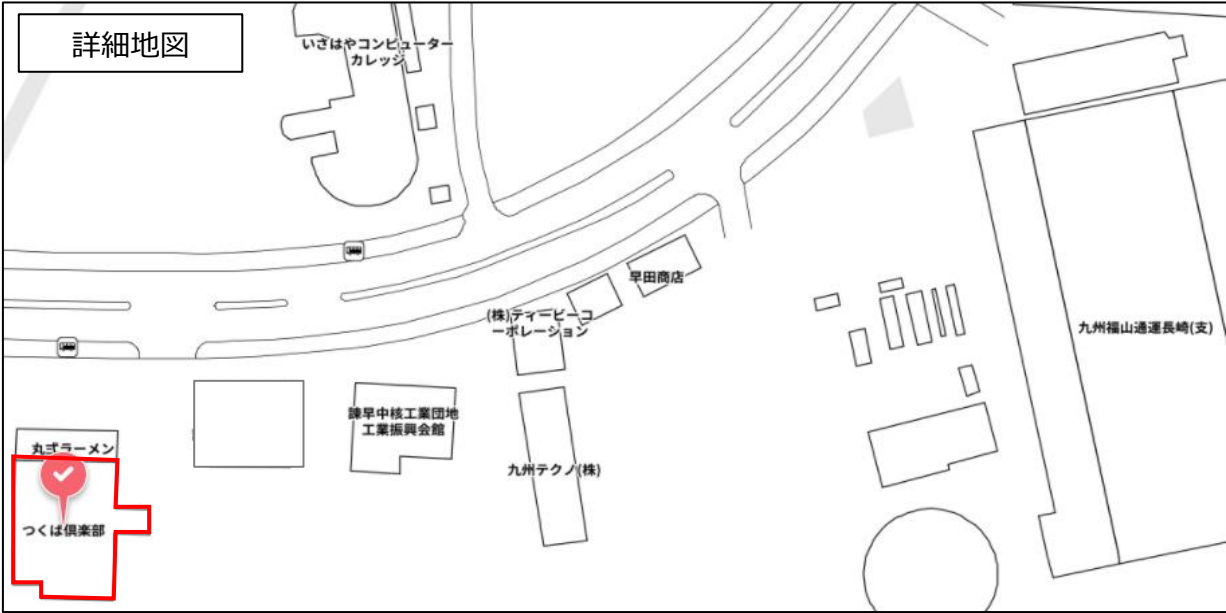 詳細地図
いさはやコンピューター
カレッジ
早田商店
(株)ティービーコ
ーポレーション
九州福山通運長崎(支)
諫早中核工業団地
工業振興会館
丸弐ラーメン
九州テクノ(株)
つくば倶楽部